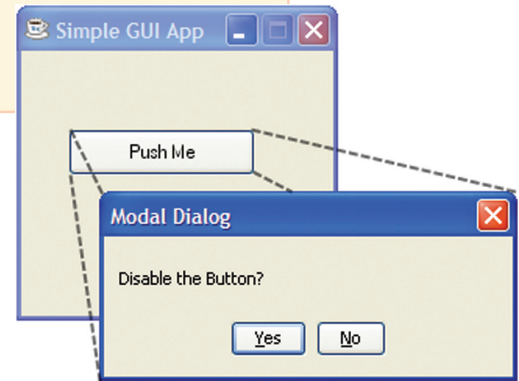 Simple GUI App
Push Me
Modal Dialog
Disable the Button?
Yes
No